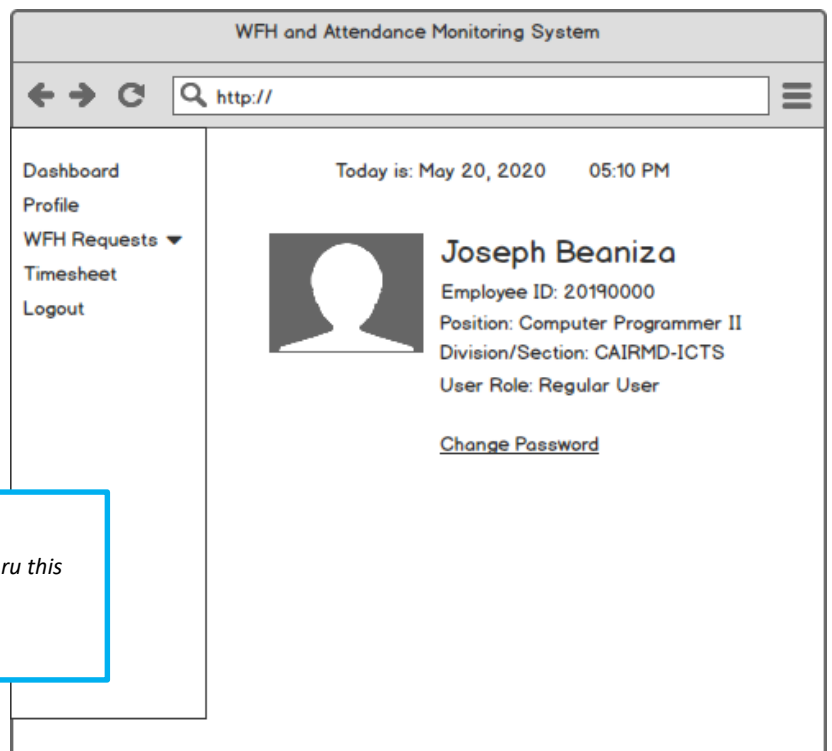 WFH and Attendance Monitoring System
http://
Dashboard
Profile
WFH Requests
Timesheet
Logout
Today is: May 20, 2020 05:10 PM
Joseph Beaniza
Employee ID: 20190000
Position: Computer Programmer II
Division/Section: CAIRMD-ICTS
User Role: Regular User
Change Password
this